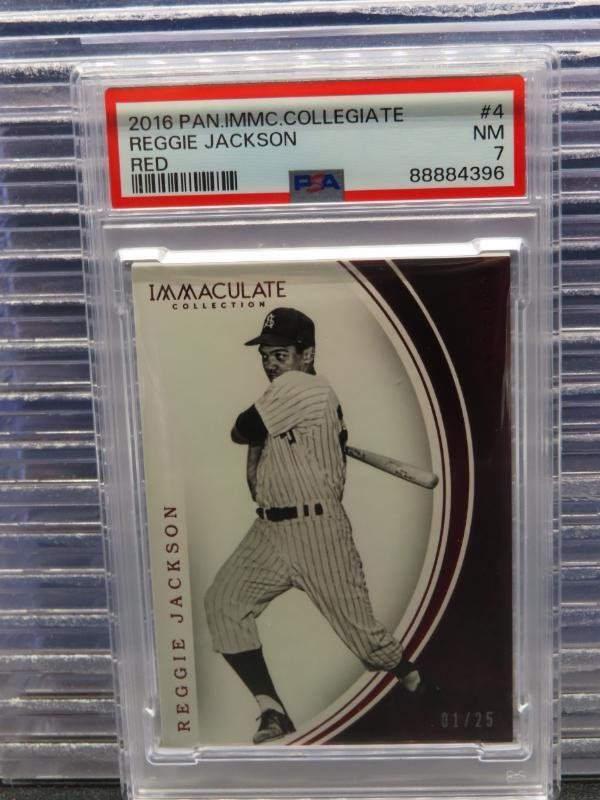 2016 PAN.IMMC.COLLEGIATE #4
REGGIE JACKSON NM
RED 7
PSA 88884396
IMMACULATE
COLLECTION
REGGIE JACKSON
01/25